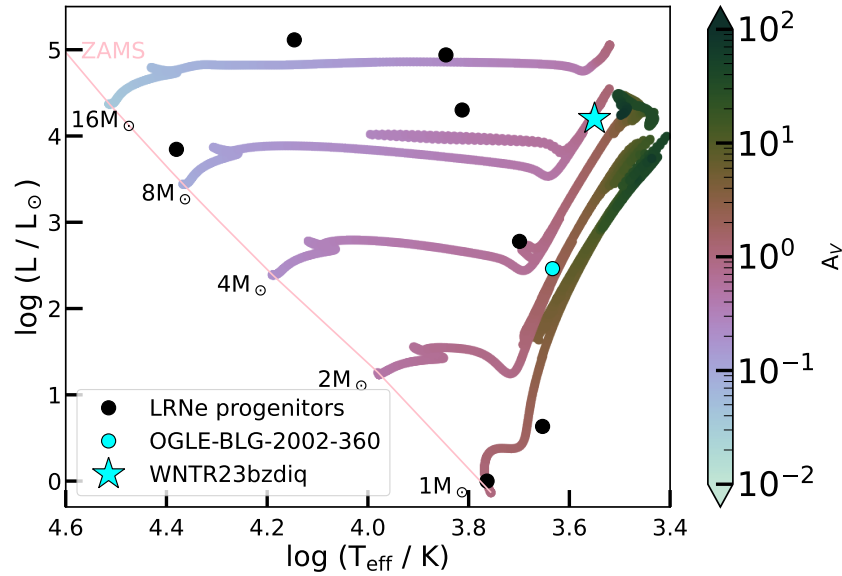 ZAMS
16M⊙
8M⊙
4M⊙
2M⊙
1M⊙
LRNe progenitors
OGLE-BLG-2002-360
WNTR23bzdiq
5
4
3
2
1
0
log (L / L⊙)
4.6 4.4 4.2 4.0 3.8 3.6 3.4
log (Teff / K)
10²
10¹
10⁰
10⁻¹
10⁻²
AV